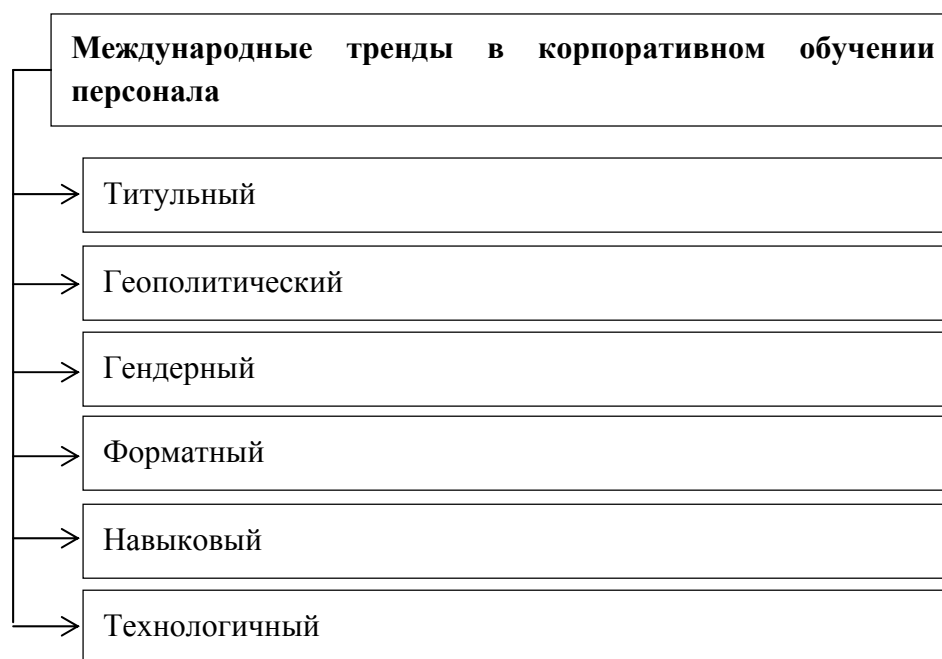 Международные тренды в корпоративном обучении
персонала
Титульный
Геополитический
Гендерный
Форматный
Навыковый
Технологичный